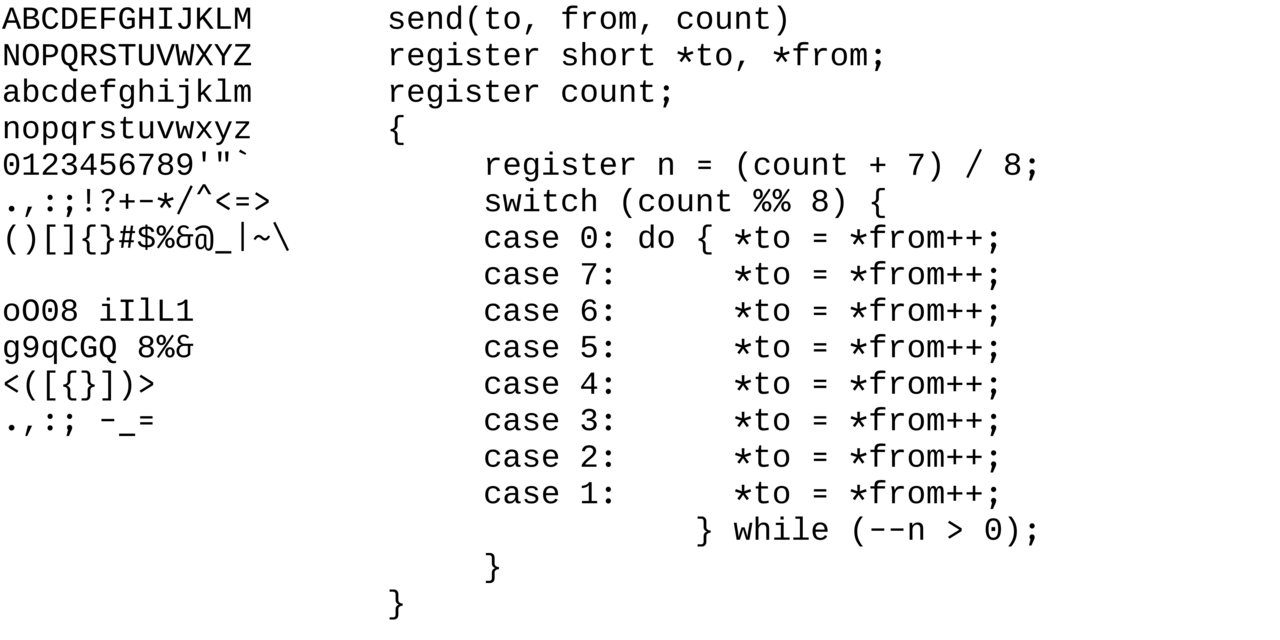 ABCDEFGHIJKLM
NOPQRSTUVWXYZ
abcdefghijklm
nopqrstuvwxyz
0123456789'"`
.,:;!?+-*/^<=>
()[]{}#$%&@_|~\
oO08 iIlL1
g9qCGQ 8%&
<([{}])>
.,:; -_=
send(to, from, count)
register short *to, *from;
register count;
{
     register n = (count + 7) / 8;
     switch (count %% 8) {
     case 0: do { *to = *from++;
     case 7:      *to = *from++;
     case 6:      *to = *from++;
     case 5:      *to = *from++;
     case 4:      *to = *from++;
     case 3:      *to = *from++;
     case 2:      *to = *from++;
     case 1:      *to = *from++;
                } while (--n > 0);
     }
}